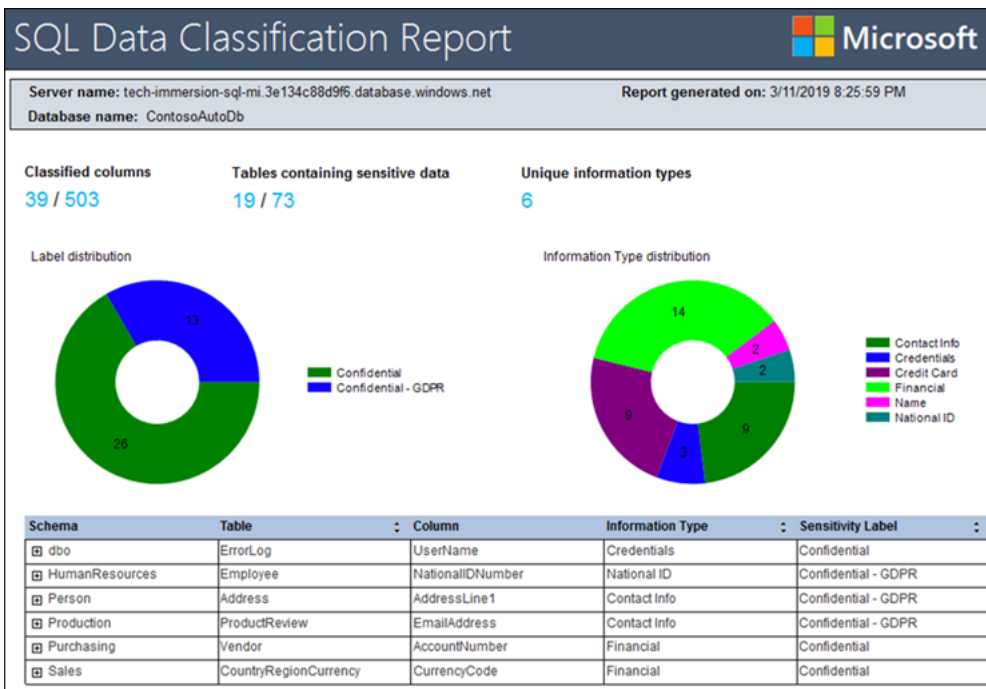 SQL Data Classification Report
Microsoft
Server name: tech-immersion-sql-mi.3e134c88d9f6.database.windows.net
Report generated on: 3/11/2019 8:25:59 PM
Database name: ContosoAutoDb
Classified columns
39 / 503
Tables containing sensitive data
19 / 73
Unique information types
6
Label distribution
13
26
Confidential
Confidential - GDPR
Information Type distribution
14
2
2
9
3
9
Contact Info
Credentials
Credit Card
Financial
Name
National ID
Schema Table Column Information Type Sensitivity Label
dbo ErrorLog UserName Credentials Confidential
HumanResources Employee NationalIDNumber National ID Confidential - GDPR
Person Address AddressLine1 Contact Info Confidential - GDPR
Production ProductReview EmailAddress Contact Info Confidential - GDPR
Purchasing Vendor AccountNumber Financial Confidential
Sales CountryRegionCurrency CurrencyCode Financial Confidential